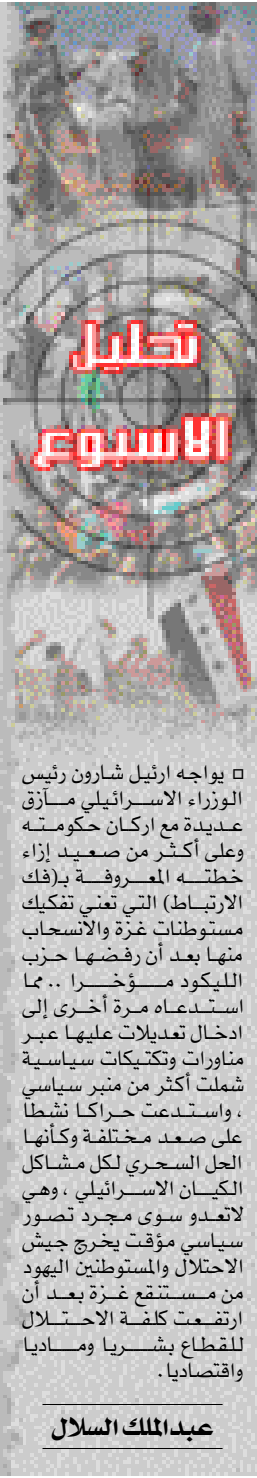 تحليل
الاسبوع
يواجه ارئيل شارون رئيس
الوزراء الاسرائيلي مآزق
عديدة مع اركان حكومته
وعلى أكثر من صعيد إزاء
خطته المعروفة بـ(فك
الارتباط) التي تعني تفكيك
مستوطنات غزة والانسحاب
منها بعد أن رفضها حزب
الليكود مؤخرا .. مما
استدعاه مرة أخرى إلى
ادخال تعديلات عليها عبر
مناورات وتكتيكات سياسية
شملت أكثر من منبر سياسي
، واستدعت حراكا نشطا
على صعد مختلفة وكأنها
الحل السحري لكل مشاكل
الكيان الاسرائيلي ، وهي
لاتعدو سوى مجرد تصور
سياسي مؤقت يخرج جيش
الاحتلال والمستوطنين اليهود
من مستنقع غزة بعد أن
ارتفعت كلفة الاحتلال
للقطاع بشريا وماديا
واقتصاديا.
عبدالملك السلال